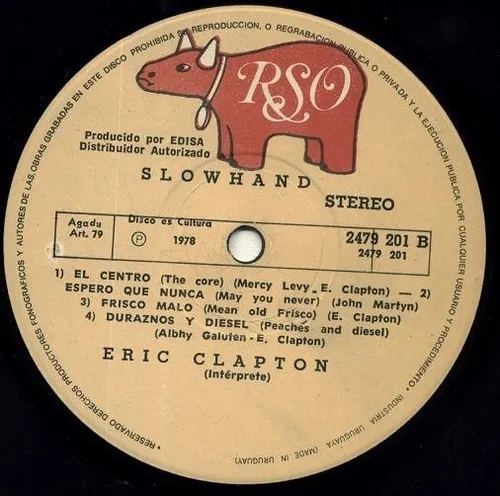 RESERVADO DERECHOS PRODUCTORES FONOGRAFICOS Y AUTORES DE LAS OBRAS GRABADAS EN ESTE DISCO PROHIBIDA SU REPRODUCCION, O REGRABACION PUBLICA O PRIVADA Y LA EJECUCION PUBLICA POR CUALQUIER USUARIO Y PROCEDIMIENTO • INDUSTRIA URUGUAYA (MADE IN URUGUAY).
RSO
Producido por EDISA
Distribuidor Autorizado
SLOWHAND
STEREO
Agadu
Art. 79
Disco es Cultura
Ⓟ 1978
2479 201 B
2479 201
1) EL CENTRO (The core) (Mercy Levy - E. Clapton) — 2)
ESPERO QUE NUNCA (May you never) (John Martyn)
3) FRISCO MALO (Mean old Frisco) (E. Clapton)
4) DURAZNOS Y DIESEL (Peaches and diesel)
(Albhy Galuten - E. Clapton)
ERIC CLAPTON
(Intérprete)